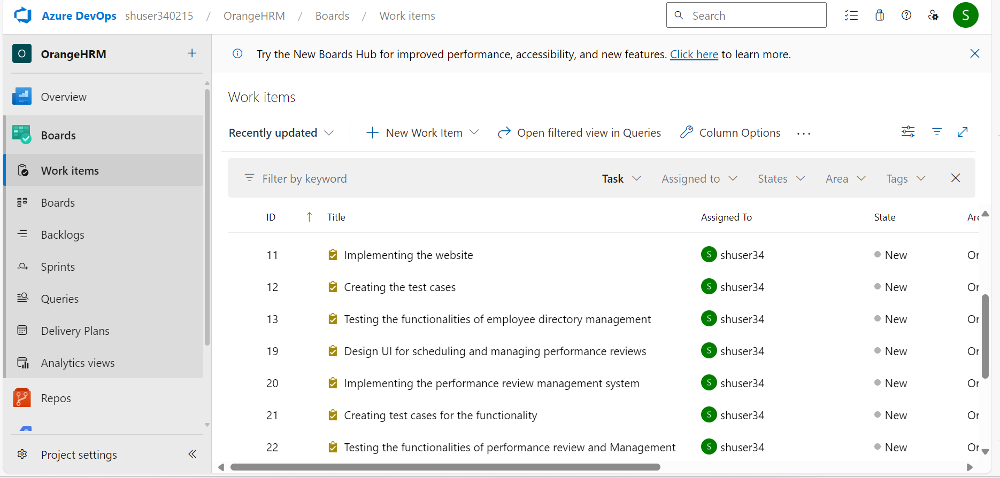 Azure DevOps shuser340215 / OrangeHRM / Boards / Work items Search S
O OrangeHRM +
Try the New Boards Hub for improved performance, accessibility, and new features. Click here to learn more.
Overview
Boards
Work items
Boards
Backlogs
Sprints
Queries
Delivery Plans
Analytics views
Repos
Project settings
Work items
Recently updated New Work Item Open filtered view in Queries Column Options ...
Filter by keyword Task Assigned to States Area Tags
ID Title Assigned To State Are
11 Implementing the website S shuser34 New Or
12 Creating the test cases S shuser34 New Or
13 Testing the functionalities of employee directory management S shuser34 New Or
19 Design UI for scheduling and managing performance reviews S shuser34 New Or
20 Implementing the performance review management system S shuser34 New Or
21 Creating test cases for the functionality S shuser34 New Or
22 Testing the functionalities of performance review and Management S shuser34 New Or